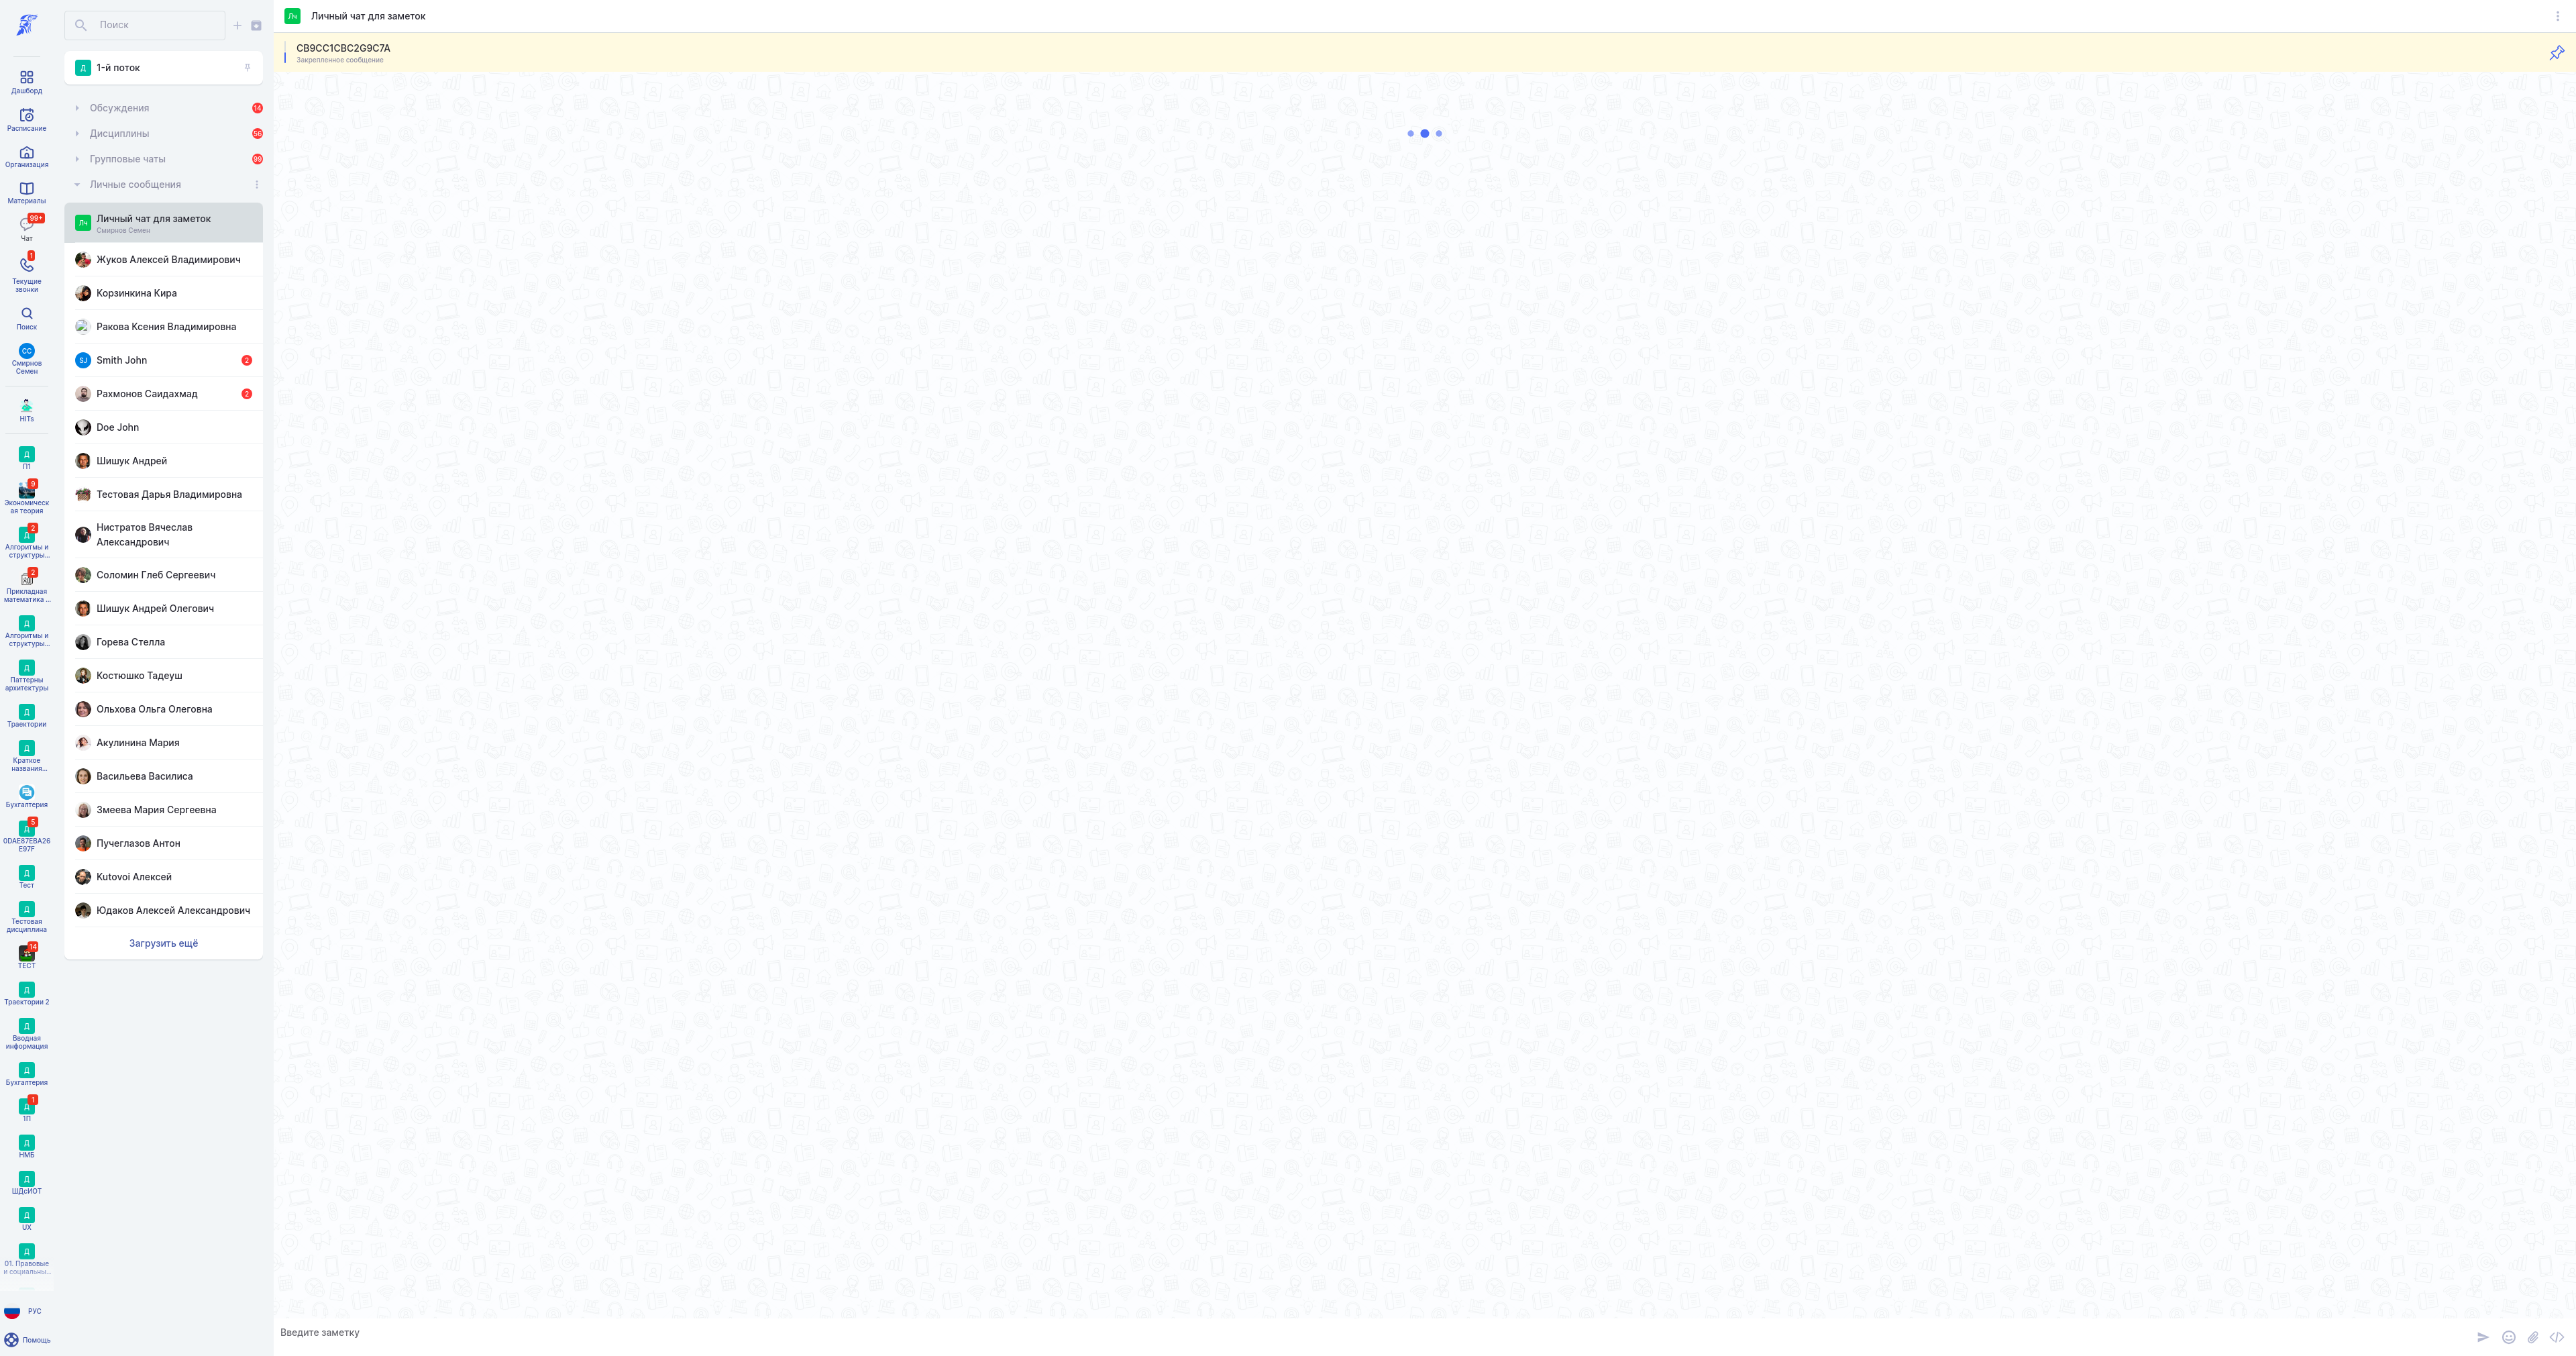 Дашборд
Расписание
Организация
Материалы
99+
Чат
1
Текущие
звонки
Поиск
СС
Смирнов
Семен
HITs
Д
П1
9
Экономическ
ая теория
2
Д
Алгоритмы и
структуры...
2
Прикладная
математика ...
Д
Алгоритмы и
структуры...
Д
Паттерны
архитектуры
Д
Траектории
Д
Краткое
названия...
Бухгалтерия
5
Д
0DAE87EBA26
E97F
Д
Тест
Д
Тестовая
дисциплина
14
ТЕСТ
Д
Траектории 2
Д
Вводная
информация
Д
Бухгалтерия
1
Д
1П
Д
НМБ
Д
ШДсИОТ
Д
UX
Д
01. Правовые
и социальны...
РУС
Помощь
Поиск
Д 1-й поток
Обсуждения 14
Дисциплины 56
Групповые чаты 99
Личные сообщения
Лч Личный чат для заметок
Смирнов Семен
Жуков Алексей Владимирович
Корзинкина Кира
Ракова Ксения Владимировна
SJ Smith John 2
Рахмонов Саидахмад 2
Doe John
Шишук Андрей
Тестовая Дарья Владимировна
Нистратов Вячеслав
Александрович
Соломин Глеб Сергеевич
Шишук Андрей Олегович
Горева Стелла
Костюшко Тадеуш
Ольхова Ольга Олеговна
Акулинина Мария
Васильева Василиса
Змеева Мария Сергеевна
Пучеглазов Антон
Kutovoi Алексей
Юдаков Алексей Александрович
Загрузить ещё
Лч Личный чат для заметок
CB9CC1CBC2G9C7A
Закрепленное сообщение
Введите заметку